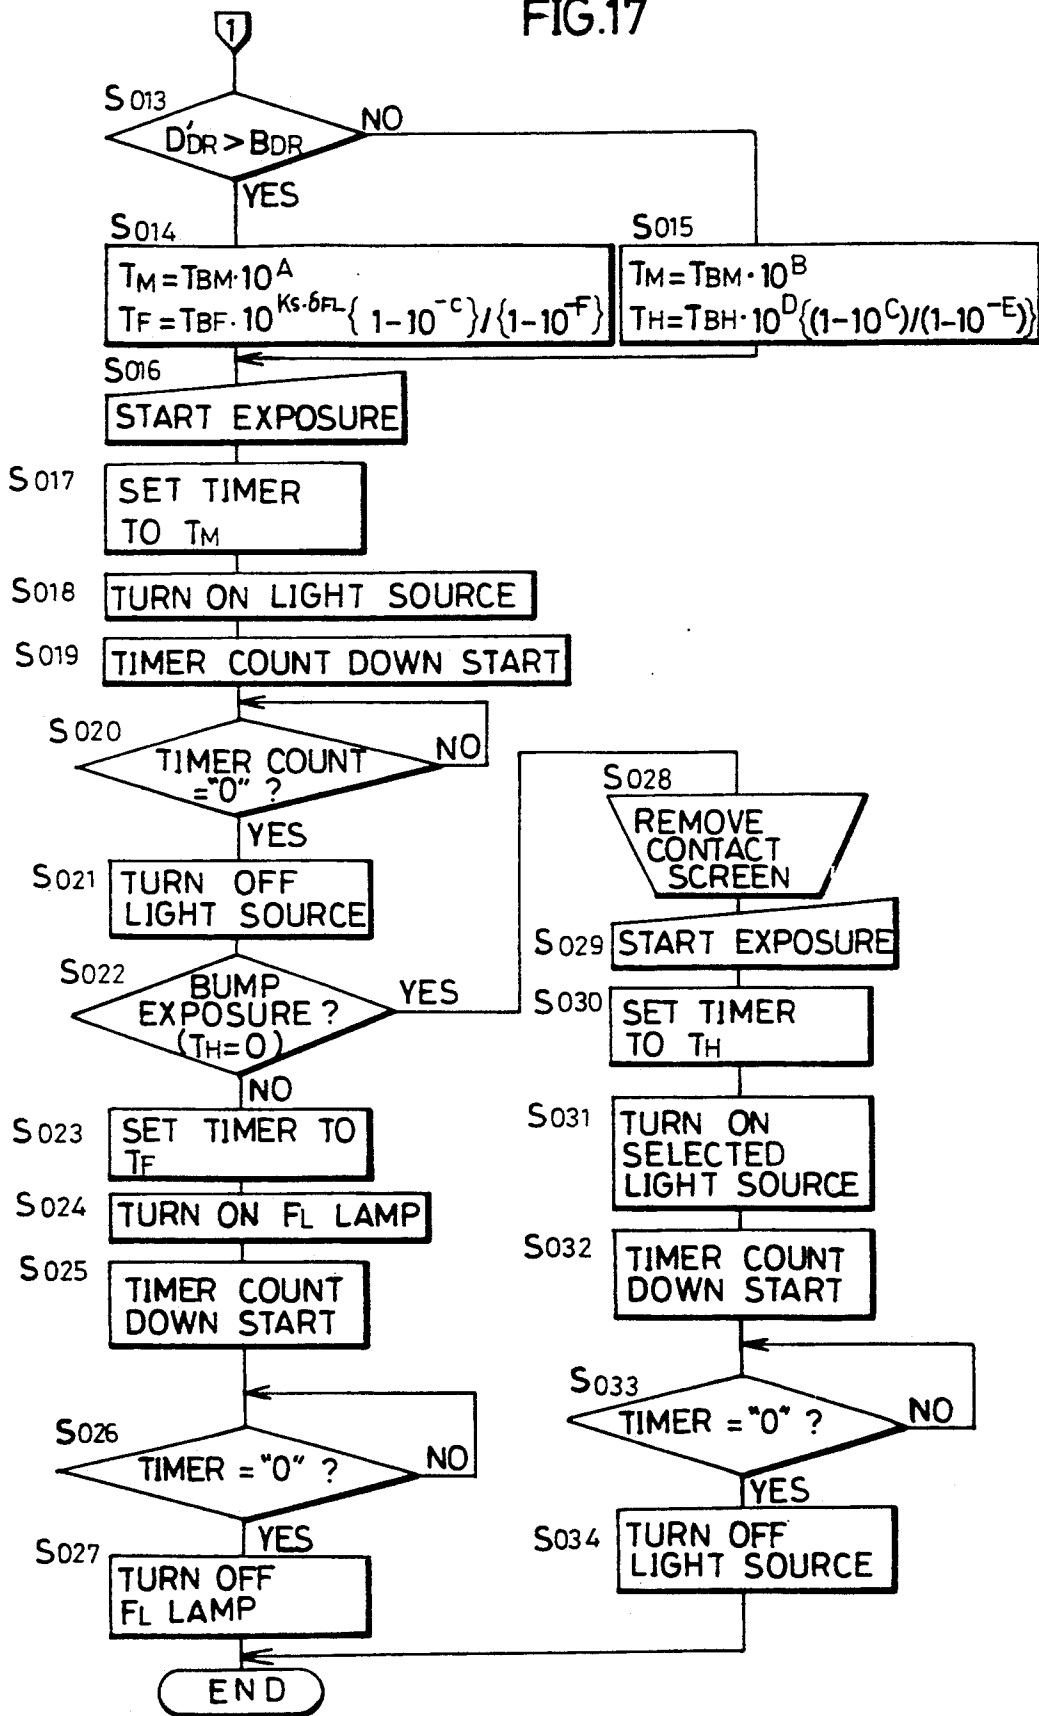 FIG.17
1
S013
D'DR > BDR
NO
YES
S014
TM = TBM·10^A
TF = TBF·10^Ks·δFL { 1-10^-C}/{1-10^-F}
S015
TM = TBM·10^B
TH = TBH·10^D{(1-10^C)/(1-10^-E)}
S016
START EXPOSURE
S017
SET TIMER
TO TM
S018
TURN ON LIGHT SOURCE
S019
TIMER COUNT DOWN START
S020
TIMER COUNT
="0" ?
NO
YES
S021
TURN OFF
LIGHT SOURCE
S022
BUMP
EXPOSURE ?
(TH=0)
YES
NO
S023
SET TIMER TO
TF
S024
TURN ON FL LAMP
S025
TIMER COUNT
DOWN START
S026
TIMER = "0" ?
NO
YES
S027
TURN OFF
FL LAMP
S028
REMOVE
CONTACT
SCREEN
S029
START EXPOSURE
S030
SET TIMER
TO TH
S031
TURN ON
SELECTED
LIGHT SOURCE
S032
TIMER COUNT
DOWN START
S033
TIMER = "0" ?
NO
YES
S034
TURN OFF
LIGHT SOURCE
END